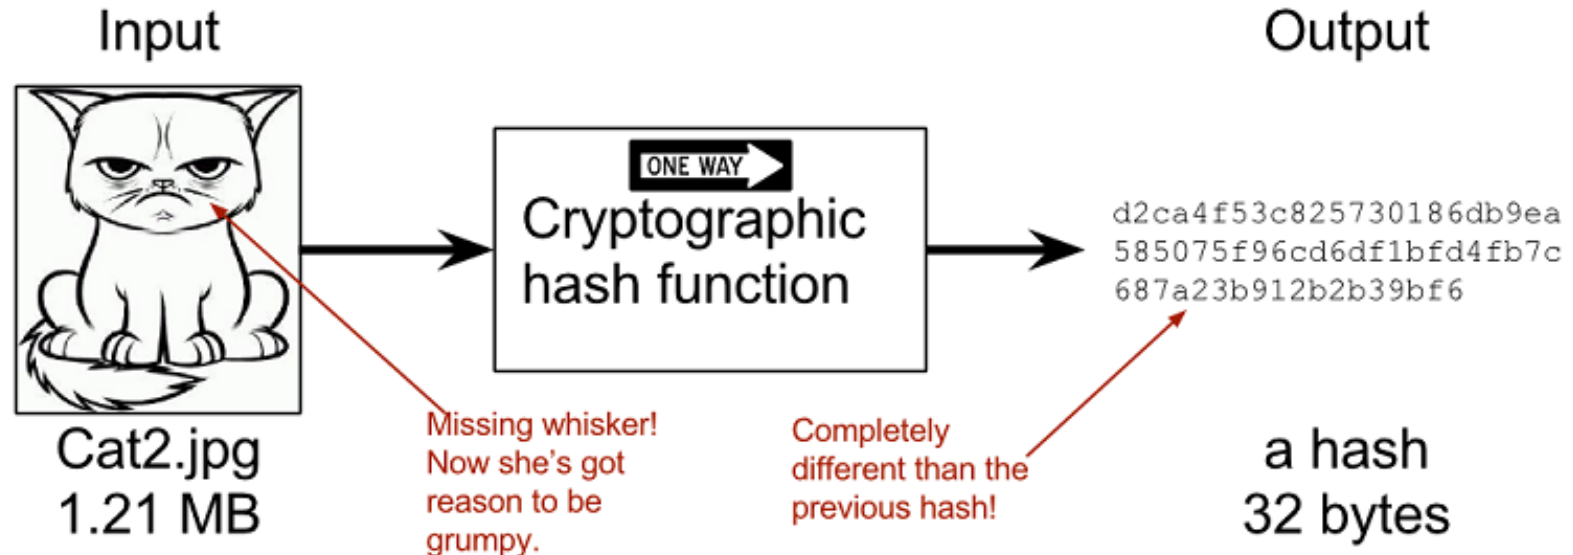 Input
Output
ONE WAY
Cryptographic
hash function
d2ca4f53c825730186db9ea
585075f96cd6df1bfd4fb7c
687a23b912b2b39bf6
Missing whisker!
Now she's got
reason to be
grumpy.
Completely
different than the
previous hash!
Cat2.jpg
1.21 MB
a hash
32 bytes